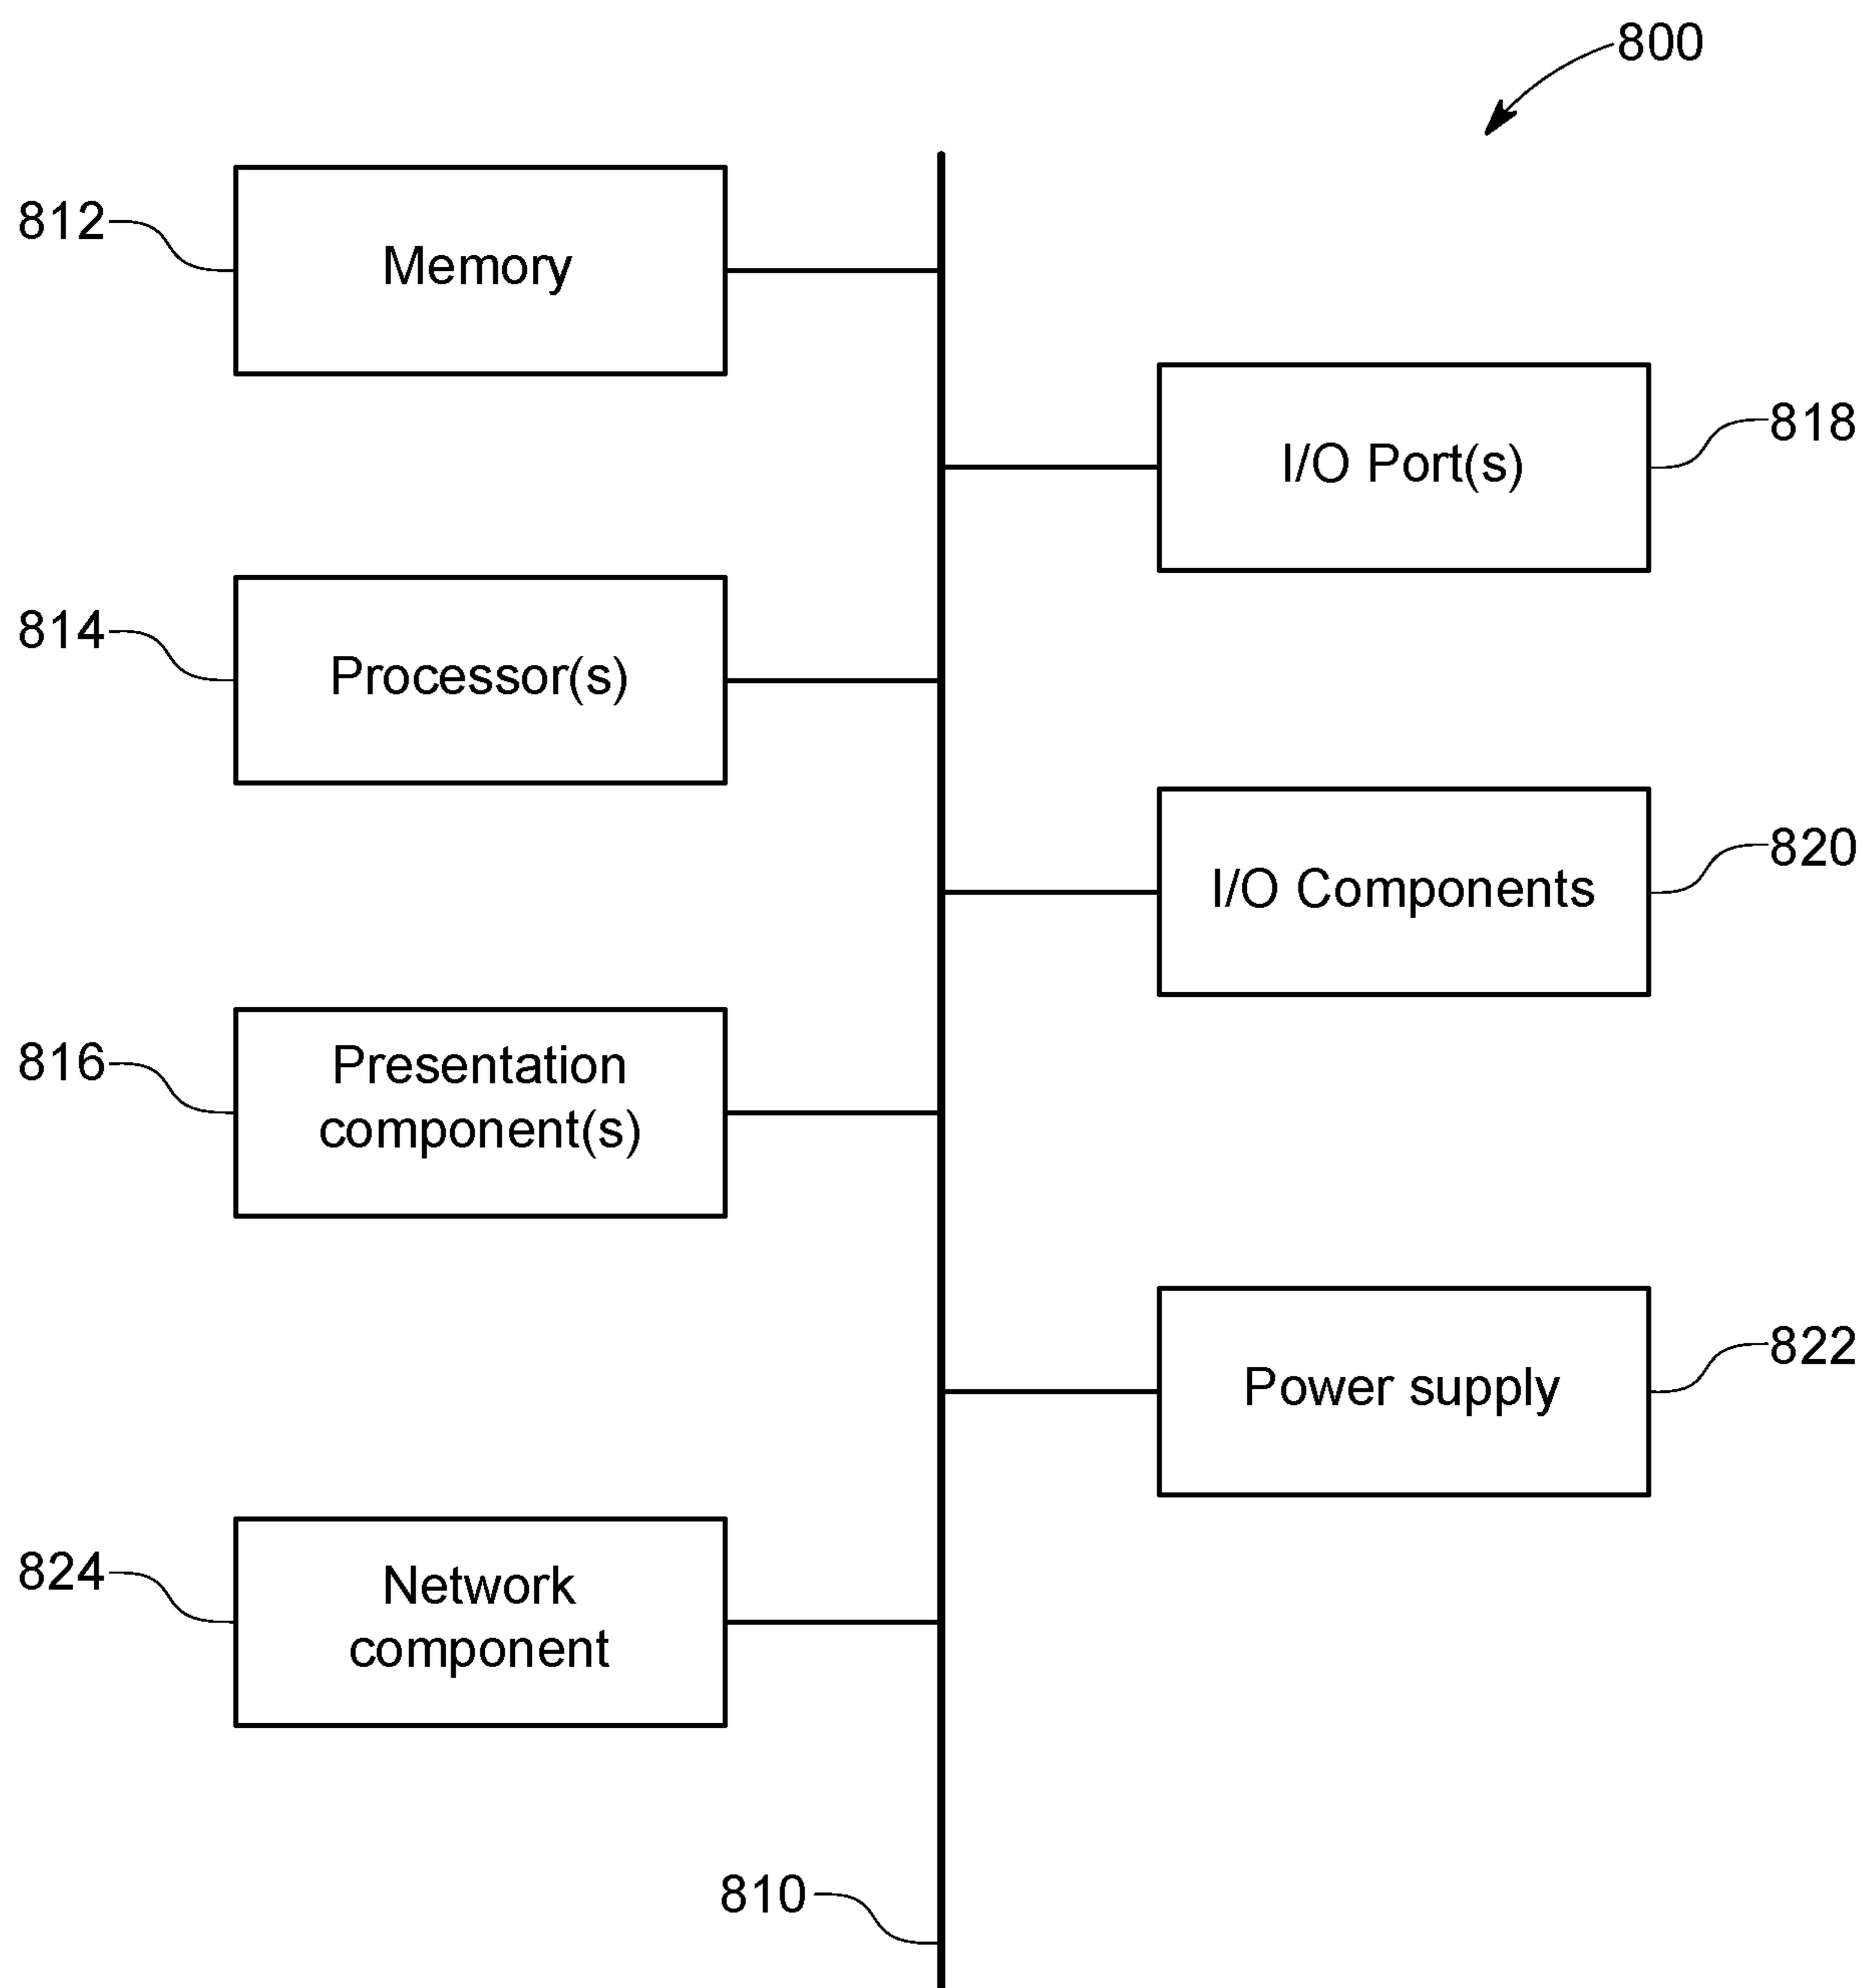 800
812
Memory
818
I/O Port(s)
814
Processor(s)
820
I/O Components
816
Presentation
component(s)
822
Power supply
824
Network
component
810